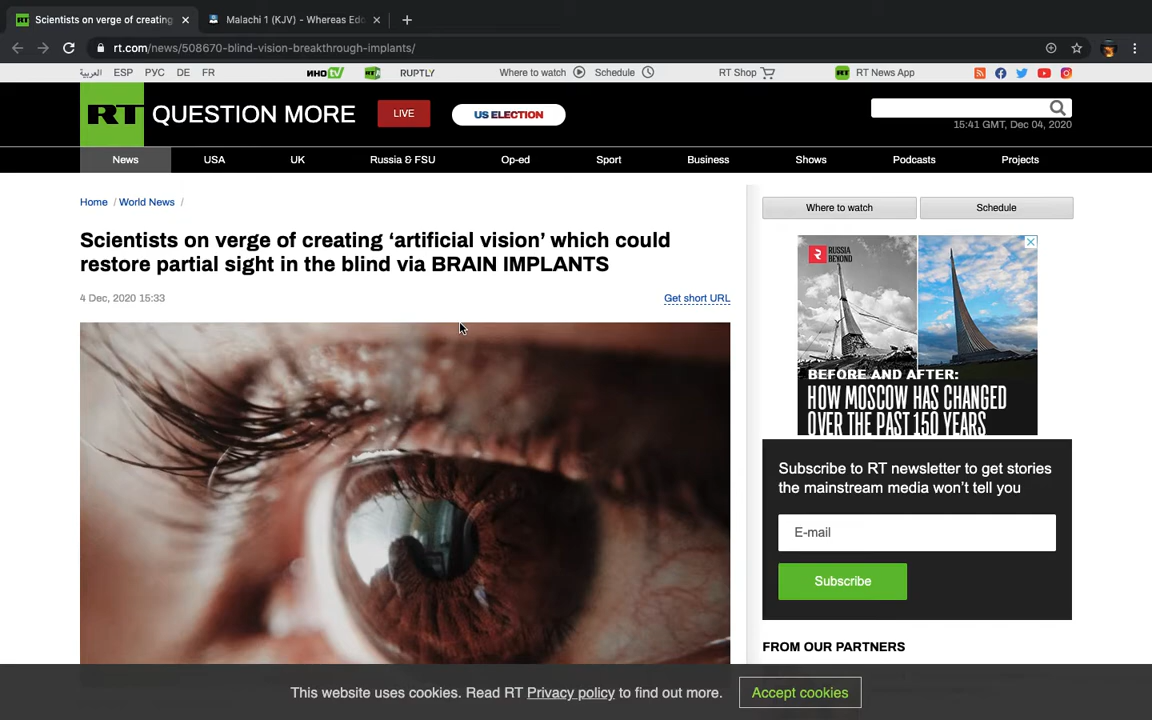 Scientists on verge of creating
Malachi 1 (KJV) - Whereas Edo
rt.com/news/508670-blind-vision-breakthrough-implants/
العربية ESP РУС DE FR ИНОTV RT RUPTLY Where to watch Schedule RT Shop RT RT News App
RT QUESTION MORE LIVE US ELECTION
15:41 GMT, Dec 04, 2020
News USA UK Russia & FSU Op-ed Sport Business Shows Podcasts Projects
Home / World News /
Scientists on verge of creating ‘artificial vision’ which could
restore partial sight in the blind via BRAIN IMPLANTS
4 Dec, 2020 15:33
Get short URL
Where to watch Schedule
RUSSIA
BEYOND
BEFORE AND AFTER:
HOW MOSCOW HAS CHANGED
OVER THE PAST 150 YEARS
Subscribe to RT newsletter to get stories
the mainstream media won’t tell you
E-mail
Subscribe
FROM OUR PARTNERS
This website uses cookies. Read RT Privacy policy to find out more. Accept cookies